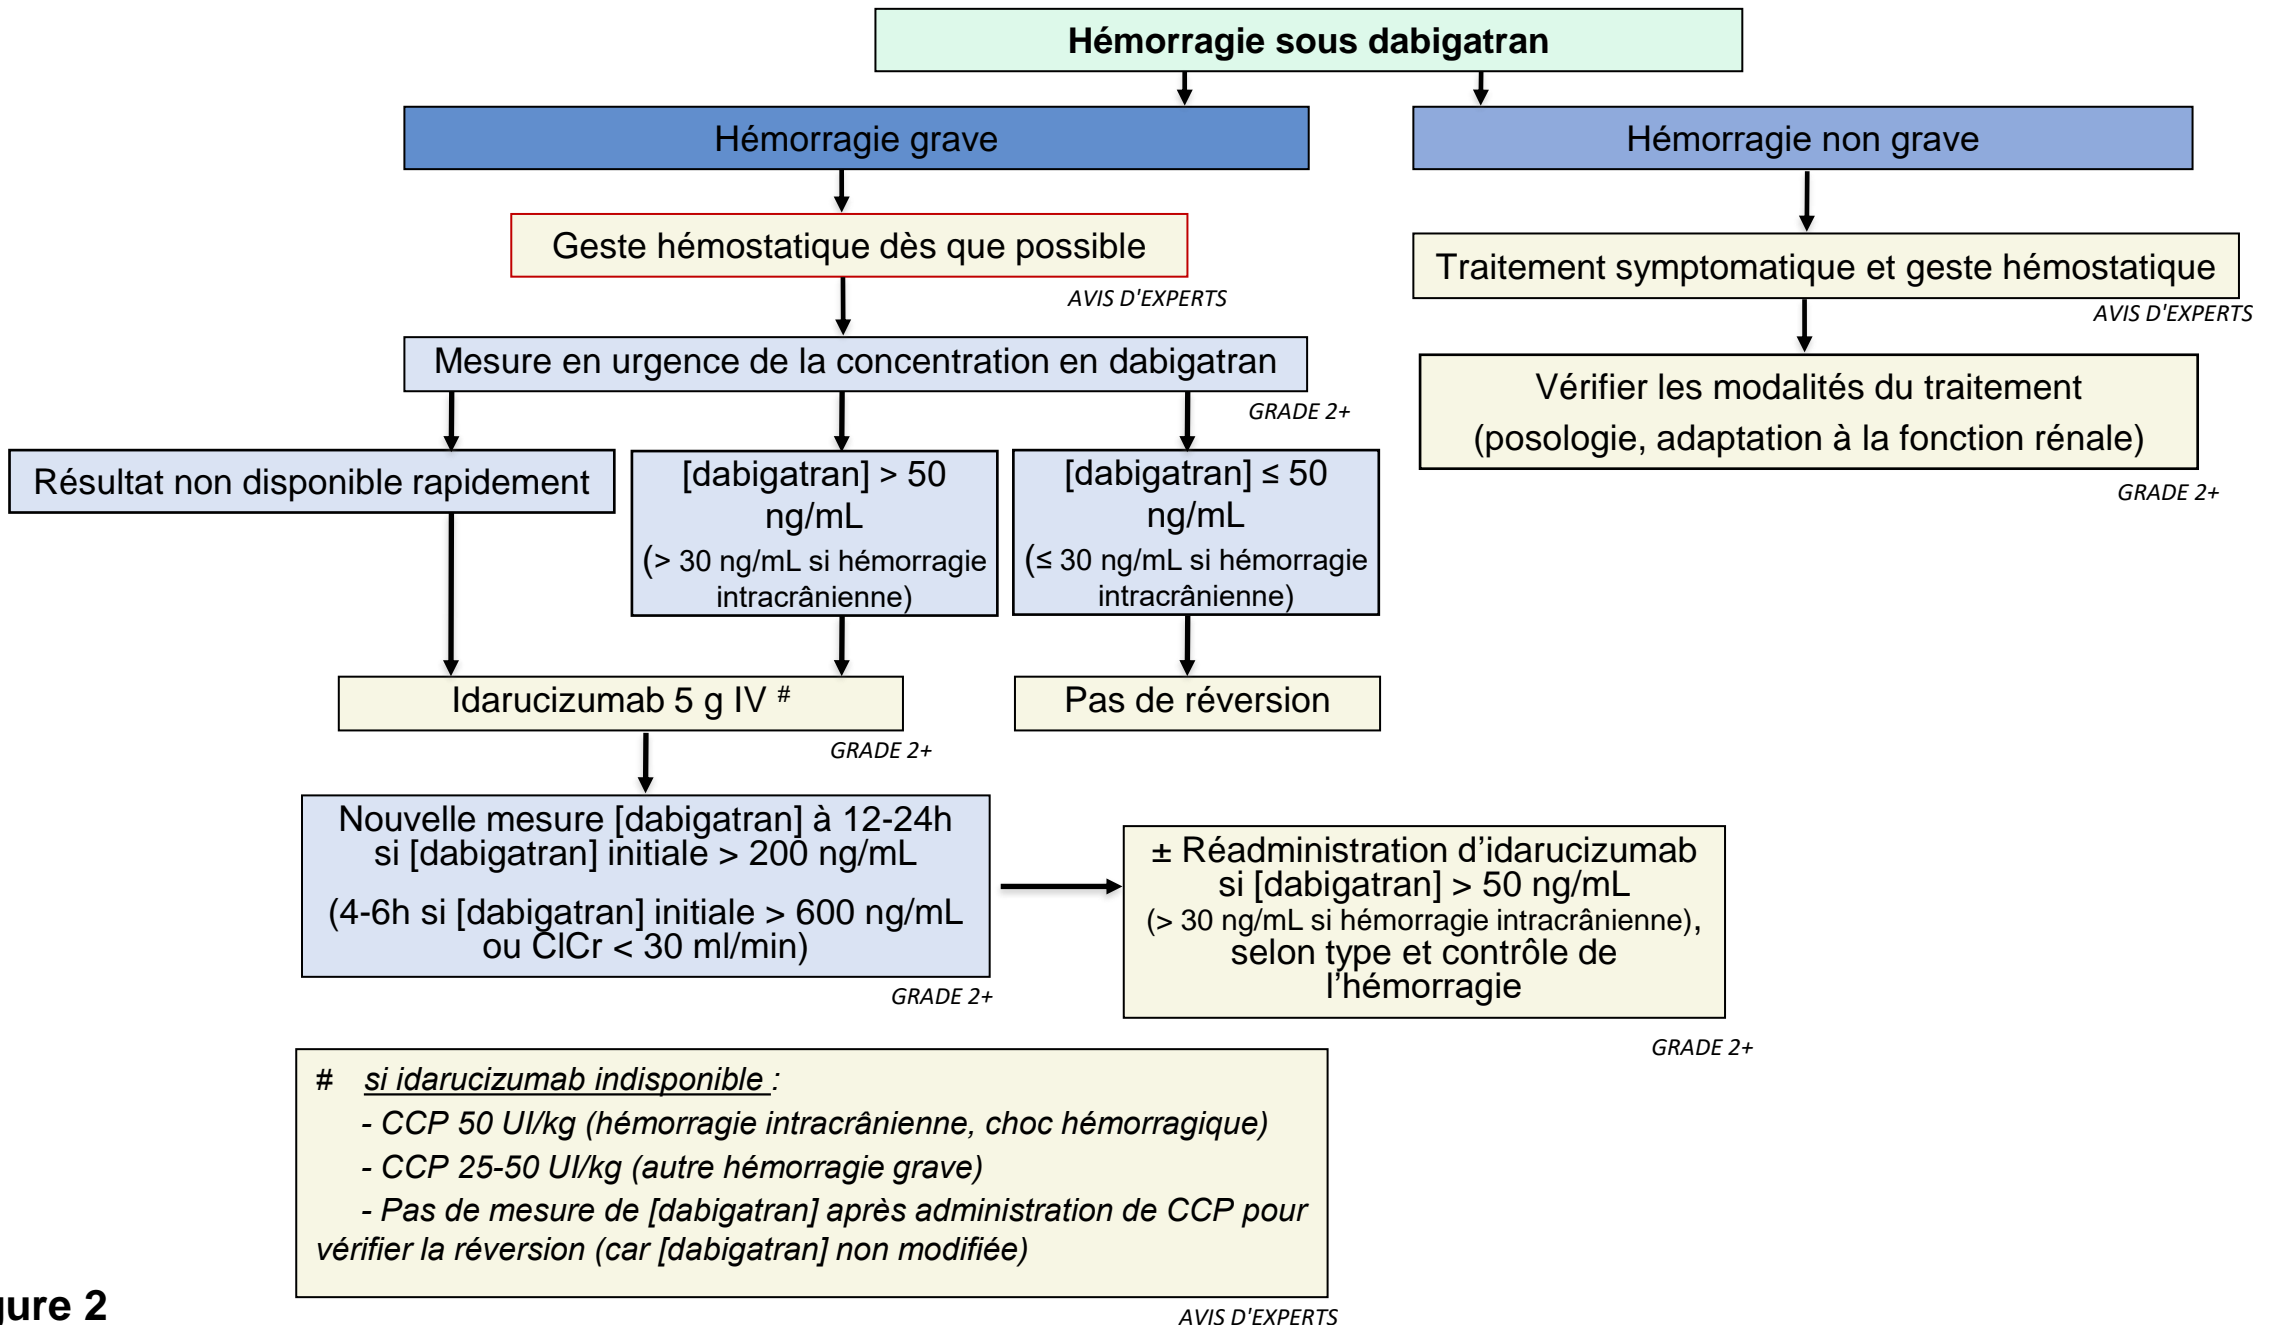 Hémorragie sous dabigatran
Hémorragie grave
Hémorragie non grave
Geste hémostatique dès que possible
AVIS D'EXPERTS
Traitement symptomatique et geste hémostatique
AVIS D'EXPERTS
Mesure en urgence de la concentration en dabigatran
GRADE 2+
Vérifier les modalités du traitement
(posologie, adaptation à la fonction rénale)
GRADE 2+
Résultat non disponible rapidement
[dabigatran] > 50
ng/mL
(> 30 ng/mL si hémorragie
intracrânienne)
[dabigatran] ≤ 50
ng/mL
(≤ 30 ng/mL si hémorragie
intracrânienne)
Idarucizumab 5 g IV #
GRADE 2+
Pas de réversion
Nouvelle mesure [dabigatran] à 12-24h
si [dabigatran] initiale > 200 ng/mL
(4-6h si [dabigatran] initiale > 600 ng/mL
ou ClCr < 30 ml/min)
GRADE 2+
± Réadministration d’idarucizumab
si [dabigatran] > 50 ng/mL
(> 30 ng/mL si hémorragie intracrânienne),
selon type et contrôle de
l’hémorragie
GRADE 2+
# si idarucizumab indisponible :
- CCP 50 UI/kg (hémorragie intracrânienne, choc hémorragique)
- CCP 25-50 UI/kg (autre hémorragie grave)
- Pas de mesure de [dabigatran] après administration de CCP pour
vérifier la réversion (car [dabigatran] non modifiée)
AVIS D'EXPERTS
gure 2